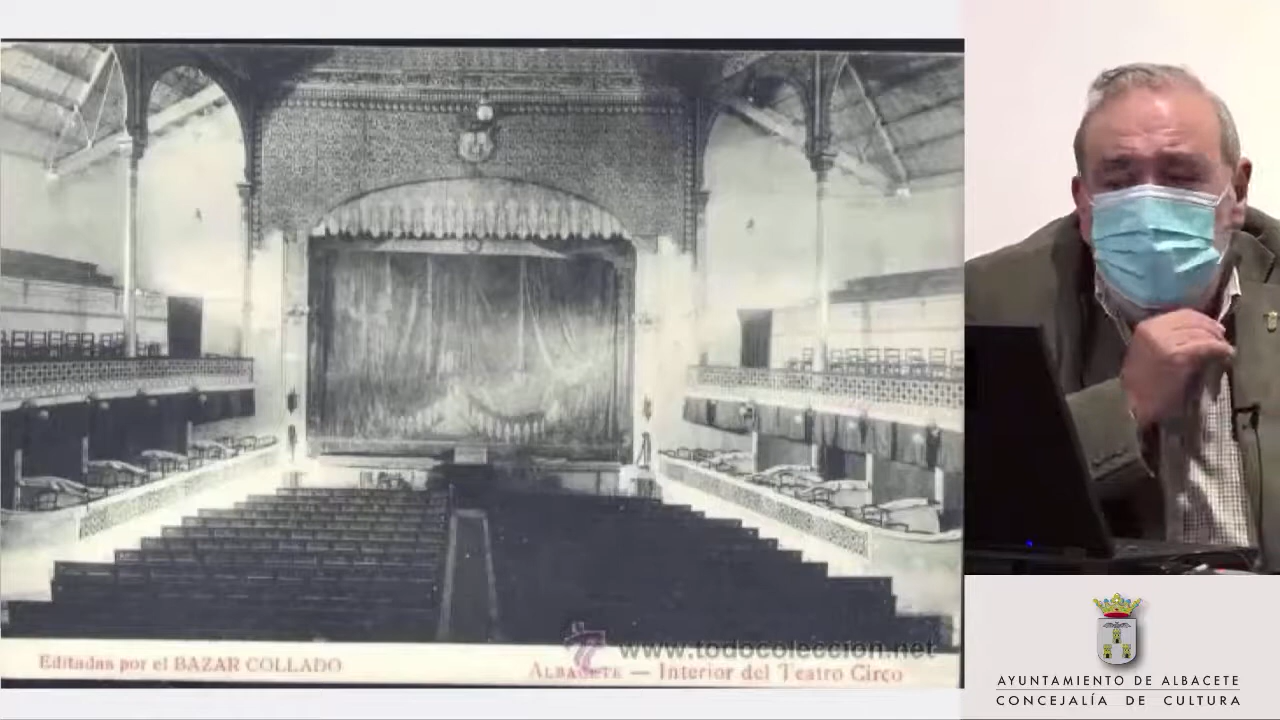 www.todocoleccion.net
Editadas por el BAZAR COLLADO
ALBACETE — Interior del Teatro Circo
AYUNTAMIENTO DE ALBACETE
CONCEJALÍA DE CULTURA